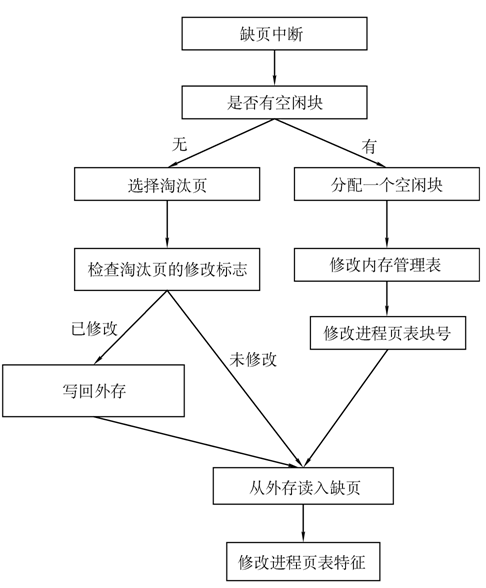 缺页中断
是否有空闲块
无
有
选择淘汰页
分配一个空闲块
检查淘汰页的修改标志
修改内存管理表
已修改
未修改
修改进程页表块号
写回外存
从外存读入缺页
修改进程页表特征